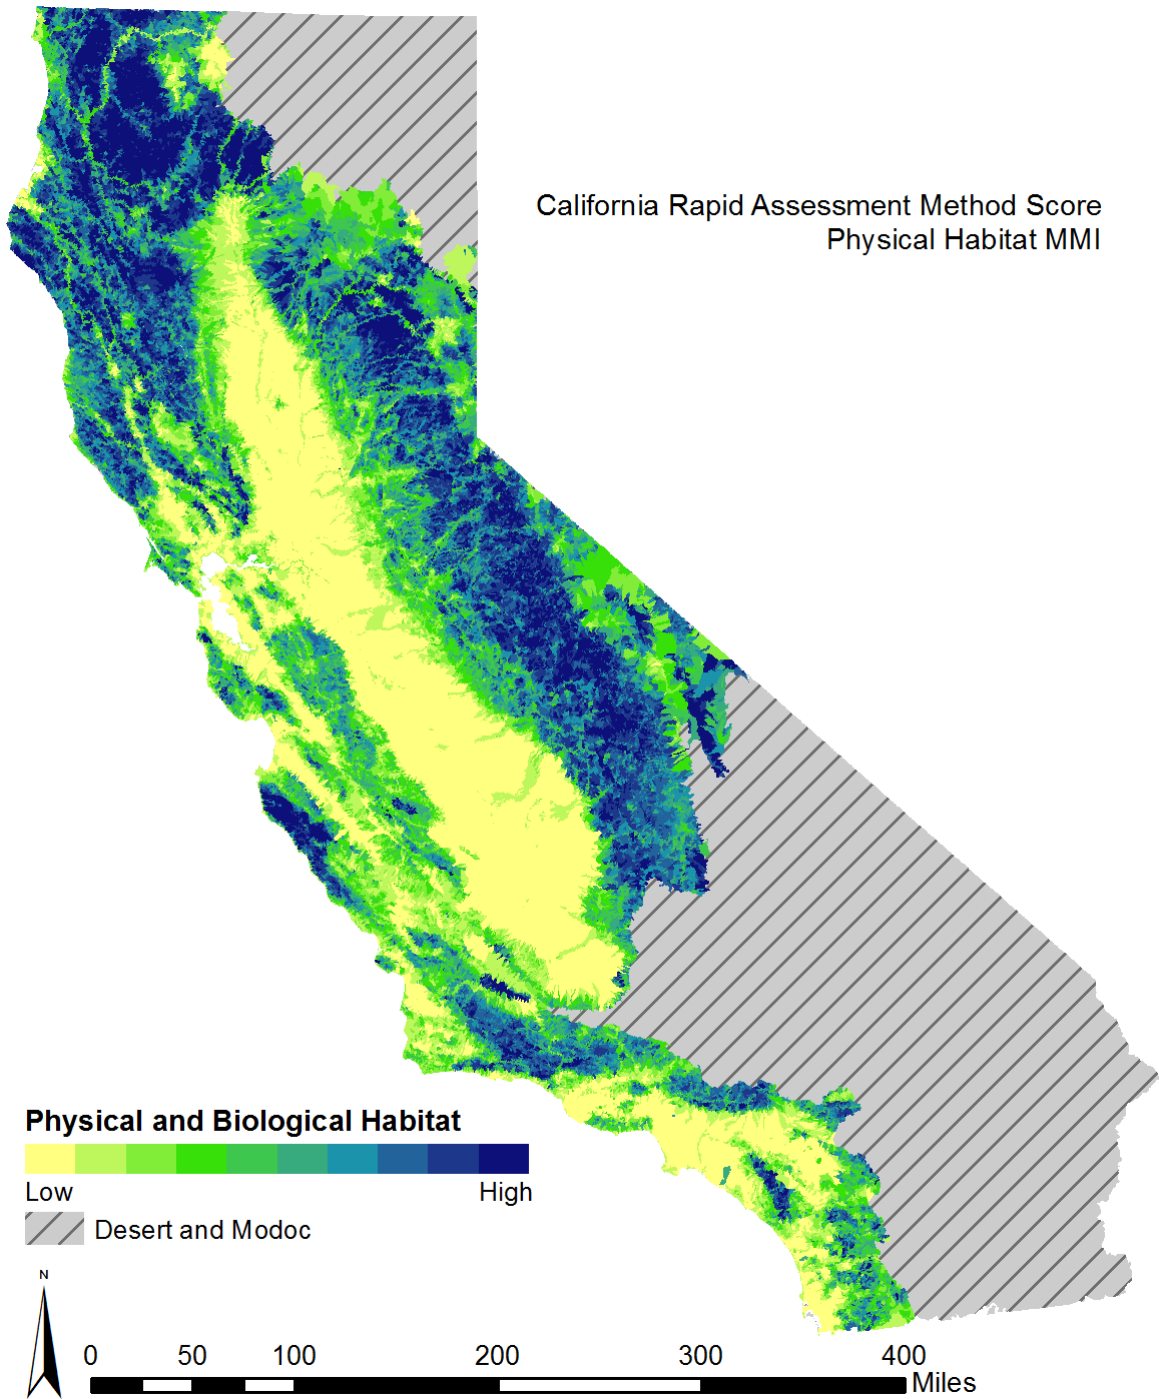 California Rapid Assessment Method Score
Physical Habitat MMI
Physical and Biological Habitat
Low High
Desert and Modoc
N
0 50 100 200 300 400
Miles